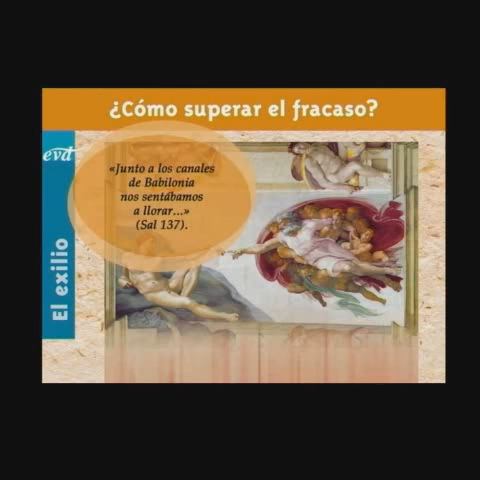 ¿Cómo superar el fracaso?
evd
«Junto a los canales
de Babilonia
nos sentábamos
a llorar...»
(Sal 137).
El exilio